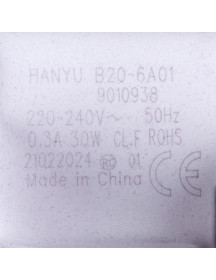 HANYU B20-6A01
9010938
220-240V～ 50Hz
0.3A 30W CL.F ROHS
21022024 01
Made in China CE